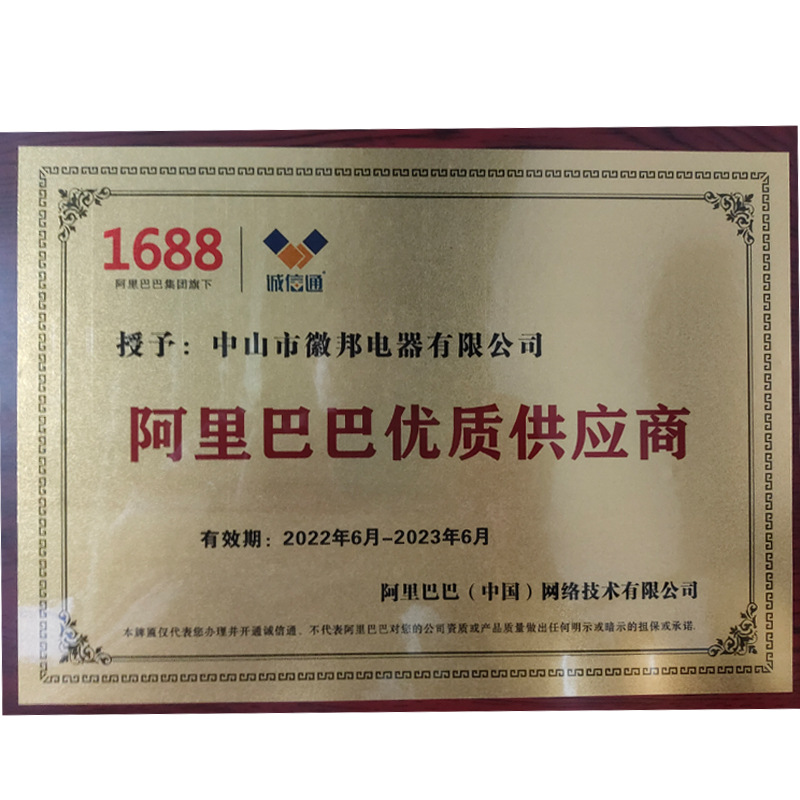 1688
阿里巴巴集团旗下
诚信通
授予：中山市徽邦电器有限公司
阿里巴巴优质供应商
有效期：2022年6月-2023年6月
阿里巴巴（中国）网络技术有限公司
本牌匾仅代表您办理并开通诚信通，不代表阿里巴巴对您的公司资质或产品质量做出任何明示或暗示的担保或承诺.